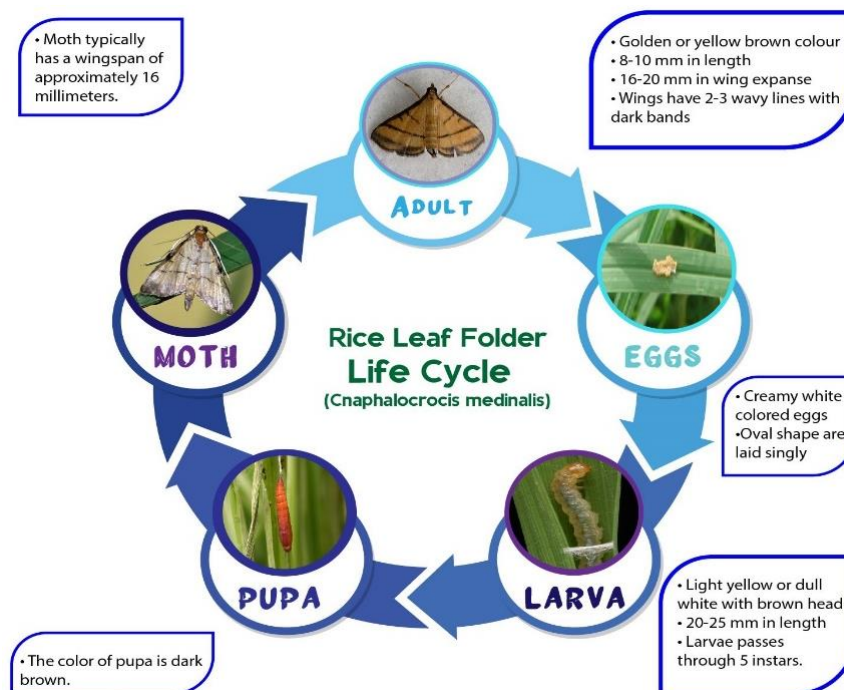 • Moth typically
has a wingspan of
approximately 16
millimeters.
• Golden or yellow brown colour
• 8-10 mm in length
• 16-20 mm in wing expanse
• Wings have 2-3 wavy lines with
dark bands
ADULT
MOTH
EGGS
Rice Leaf Folder
Life Cycle
(Cnaphalocrocis medinalis)
• Creamy white
colored eggs
•Oval shape are
laid singly
PUPA
LARVA
• Light yellow or dull
white with brown head
• 20-25 mm in length
• Larvae passes
through 5 instars.
• The color of pupa is dark
brown.